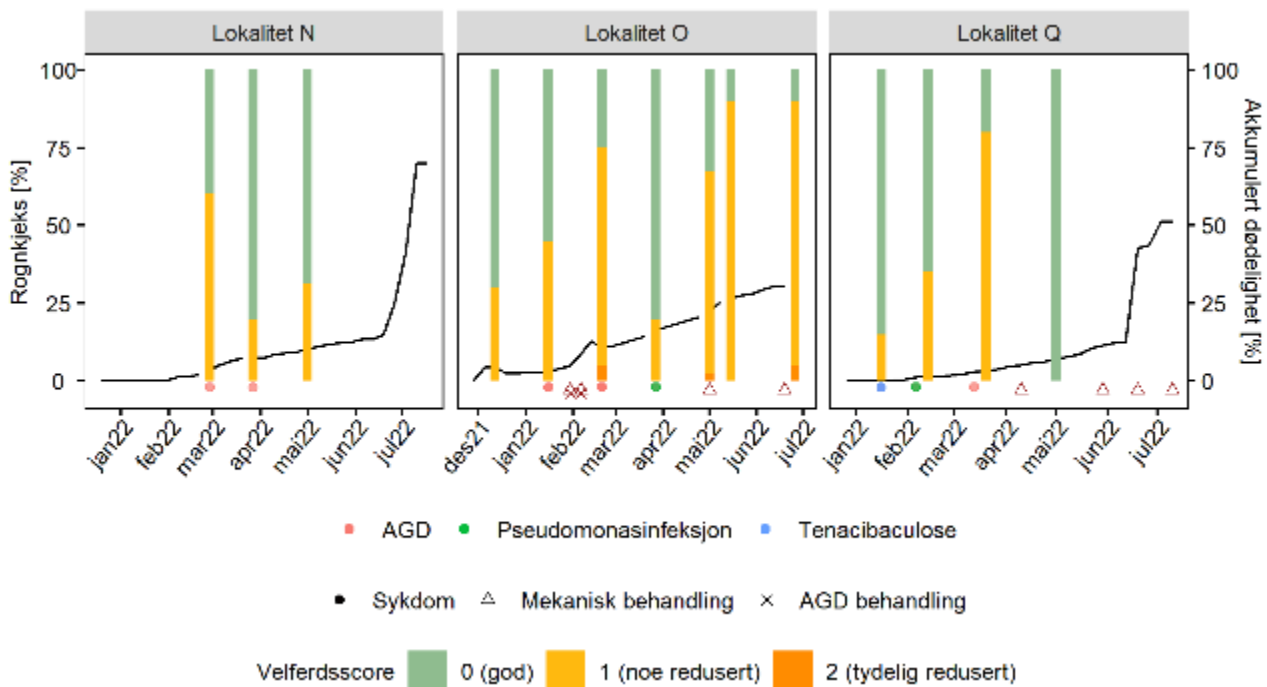 Lokalitet N
Lokalitet O
Lokalitet Q
Rognkjeks [%]
100
75
50
25
0
100
75
50
25
0
Akkumulert dødelighet [%]
jan22 feb22 mar22 apr22 mai22 jun22 jul22
des21 jan22 feb22 mar22 apr22 mai22 jun22 jul22
jan22 feb22 mar22 apr22 mai22 jun22 jul22
AGD Pseudomonasinfeksjon Tenacibaculose
Sykdom Mekanisk behandling AGD behandling
Velferdsscore 0 (god) 1 (noe redusert) 2 (tydelig redusert)